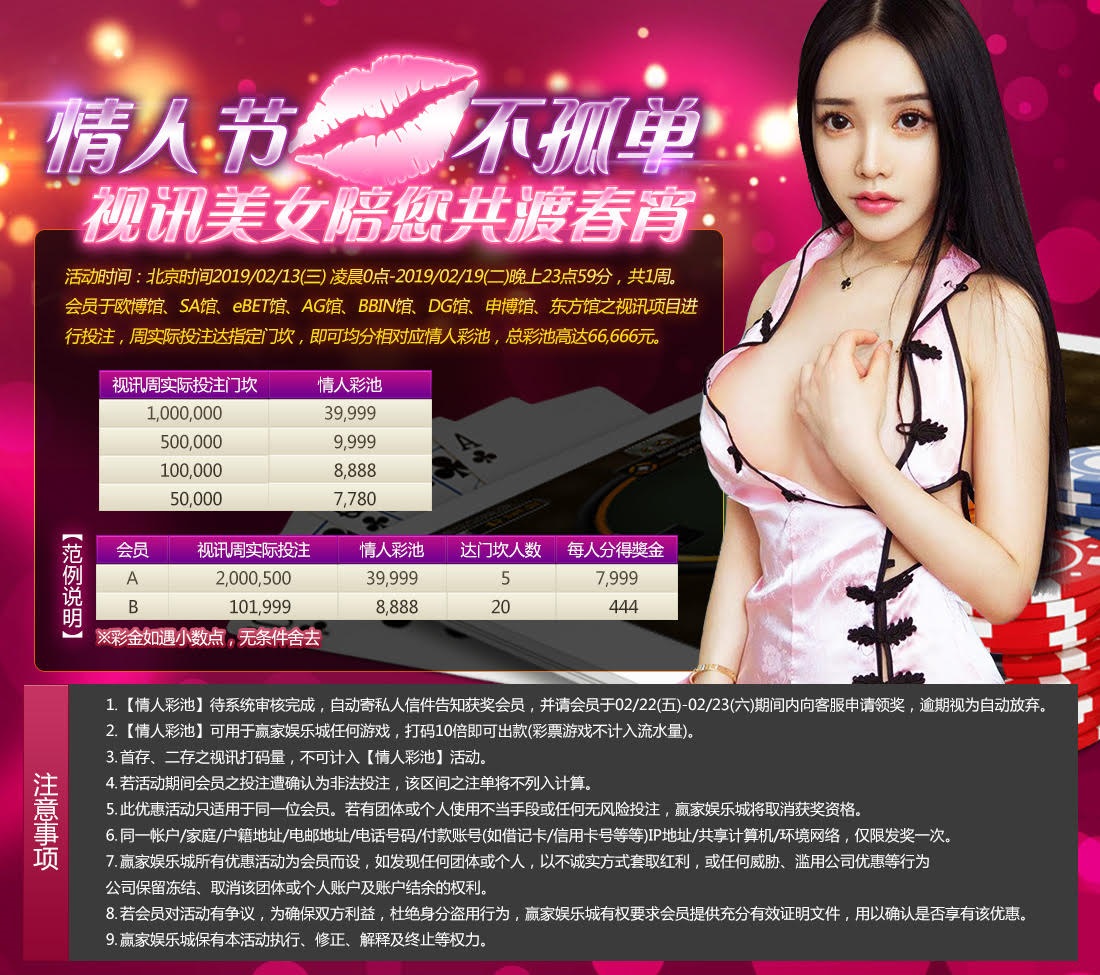 情人节 不孤单
视讯美女陪您共渡春宵
活动时间：北京时间2019/02/13(三) 凌晨0点-2019/02/19(二)晚上23点59分，共1周。
会员于欧博馆、SA馆、eBET馆、AG馆、BBIN馆、DG馆、申博馆、东方馆之视讯项目进
行投注，周实际投注达指定门坎，即可均分相对应情人彩池，总彩池高达66,666元。
视讯周实际投注门坎 情人彩池
1,000,000 39,999
500,000 9,999
100,000 8,888
50,000 7,780
【范例说明】
会员 视讯周实际投注 情人彩池 达门坎人数 每人分得獎金
A 2,000,500 39,999 5 7,999
B 101,999 8,888 20 444
※彩金如遇小数点，无条件舍去
注意事项
1.【情人彩池】待系统审核完成，自动寄私人信件告知获奖会员，并请会员于02/22(五)-02/23(六)期间内向客服申请领奖，逾期视为自动放弃。
2.【情人彩池】可用于赢家娱乐城任何游戏，打码10倍即可出款(彩票游戏不计入流水量)。
3.首存、二存之视讯打码量，不可计入【情人彩池】活动。
4.若活动期间会员之投注遭确认为非法投注，该区间之注单将不列入计算。
5.此优惠活动只适用于同一位会员。若有团体或个人使用不当手段或任何无风险投注，赢家娱乐城将取消获奖资格。
6.同一帐户/家庭/户籍地址/电邮地址/电话号码/付款账号(如借记卡/信用卡号等等)IP地址/共享计算机/环境网络，仅限发奖一次。
7.赢家娱乐城所有优惠活动为会员而设，如发现任何团体或个人，以不诚实方式套取红利，或任何威胁、滥用公司优惠等行为
公司保留冻结、取消该团体或个人账户及账户结余的权利。
8.若会员对活动有争议，为确保双方利益，杜绝身分盗用行为，赢家娱乐城有权要求会员提供充分有效证明文件，用以确认是否享有该优惠。
9.赢家娱乐城保有本活动执行、修正、解释及终止等权力。